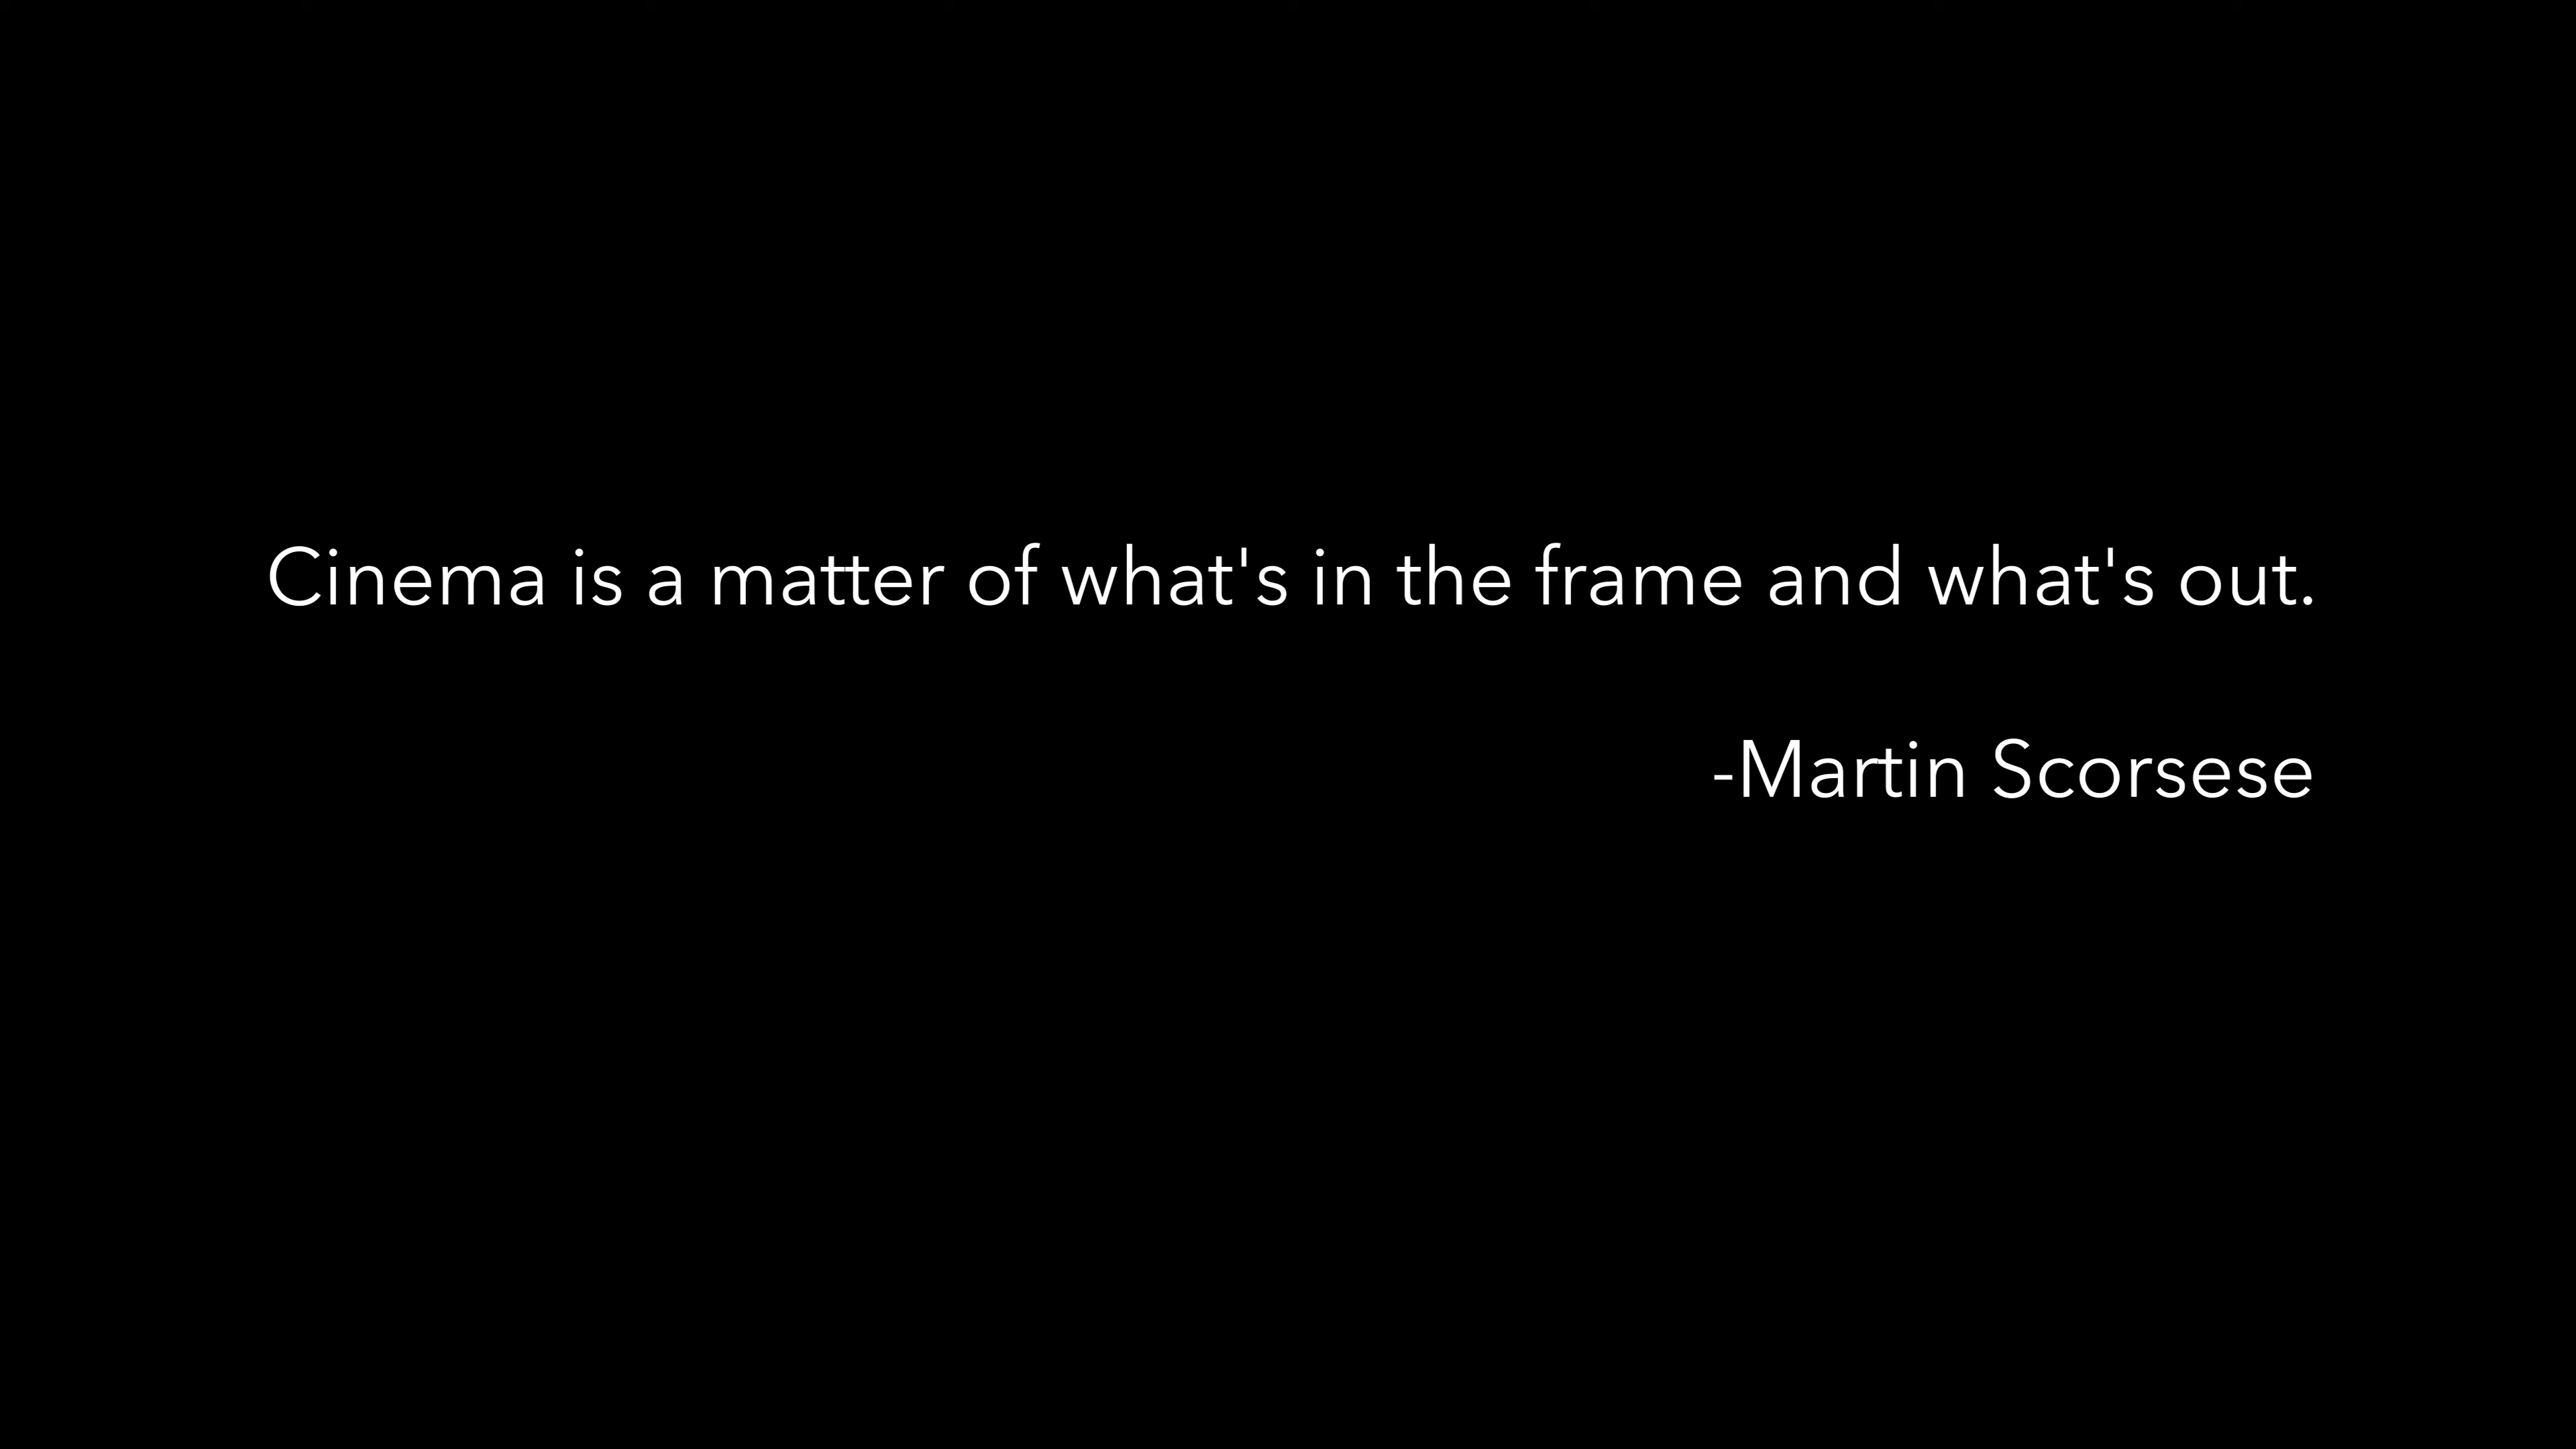 Cinema is a matter of what's in the frame and what's out.
-Martin Scorsese